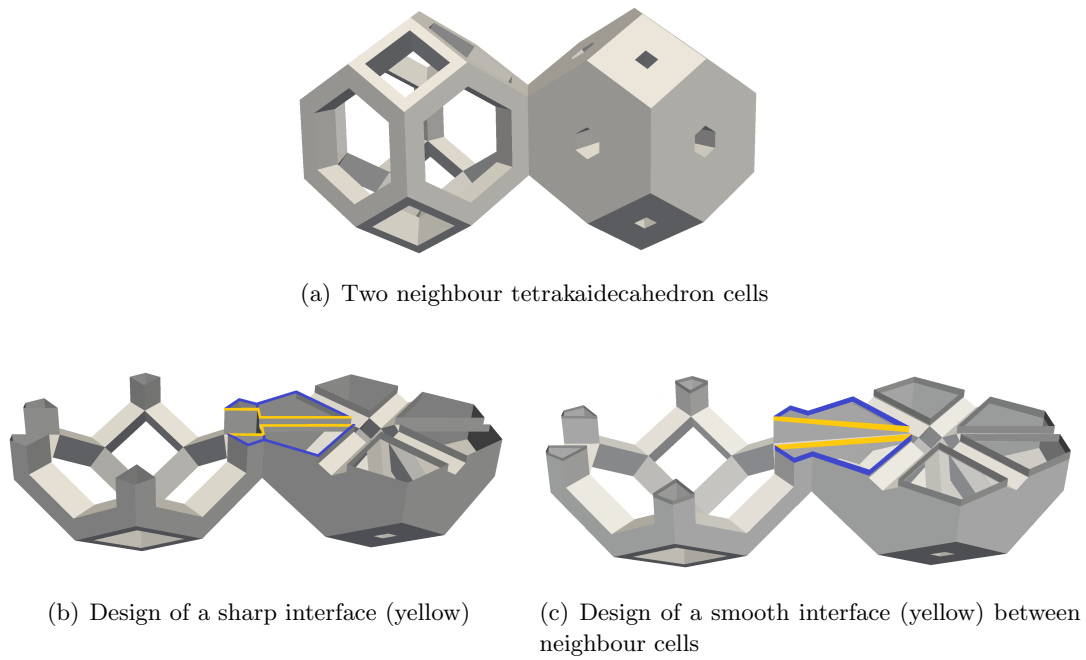 (a) Two neighbour tetrakaidecahedron cells
(b) Design of a sharp interface (yellow)
(c) Design of a smooth interface (yellow) between
neighbour cells